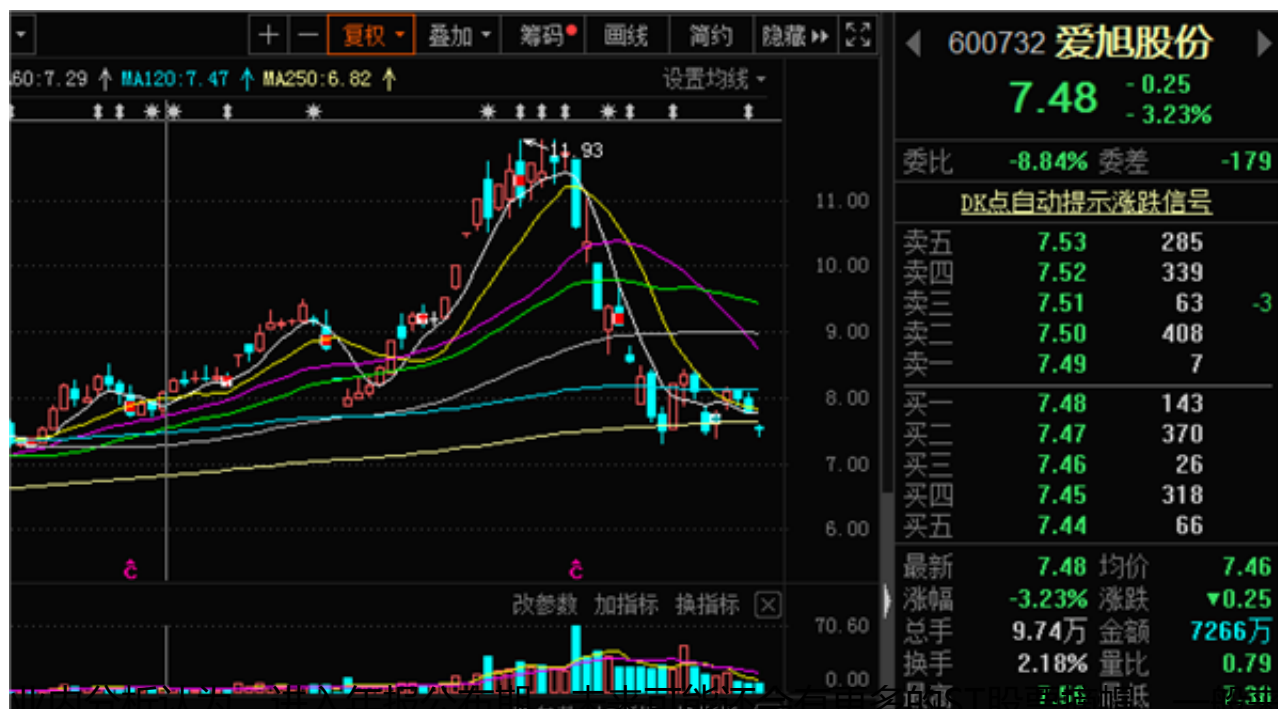 复权 叠加 筹码 画线 简约 隐藏
60:7.29 MA120:7.47 MA250:6.82 设置均线
11.93
11.00
10.00
9.00
8.00
7.00
6.00
Ĉ Ĉ
改参数 加指标 换指标
70.60
0.00
600732 爱旭股份
7.48 -0.25
-3.23%
委比 -8.84% 委差 -179
DK点自动提示涨跌信号
卖五 7.53 285
卖四 7.52 339
卖三 7.51 63 -3
卖二 7.50 408
卖一 7.49 7
买一 7.48 143
买二 7.47 370
买三 7.46 26
买四 7.45 318
买五 7.44 66
最新 7.48 均价 7.46
涨幅 -3.23% 涨跌 ▼0.25
总手 9.74万 金额 7266万
换手 2.18% 量比 0.79
最高